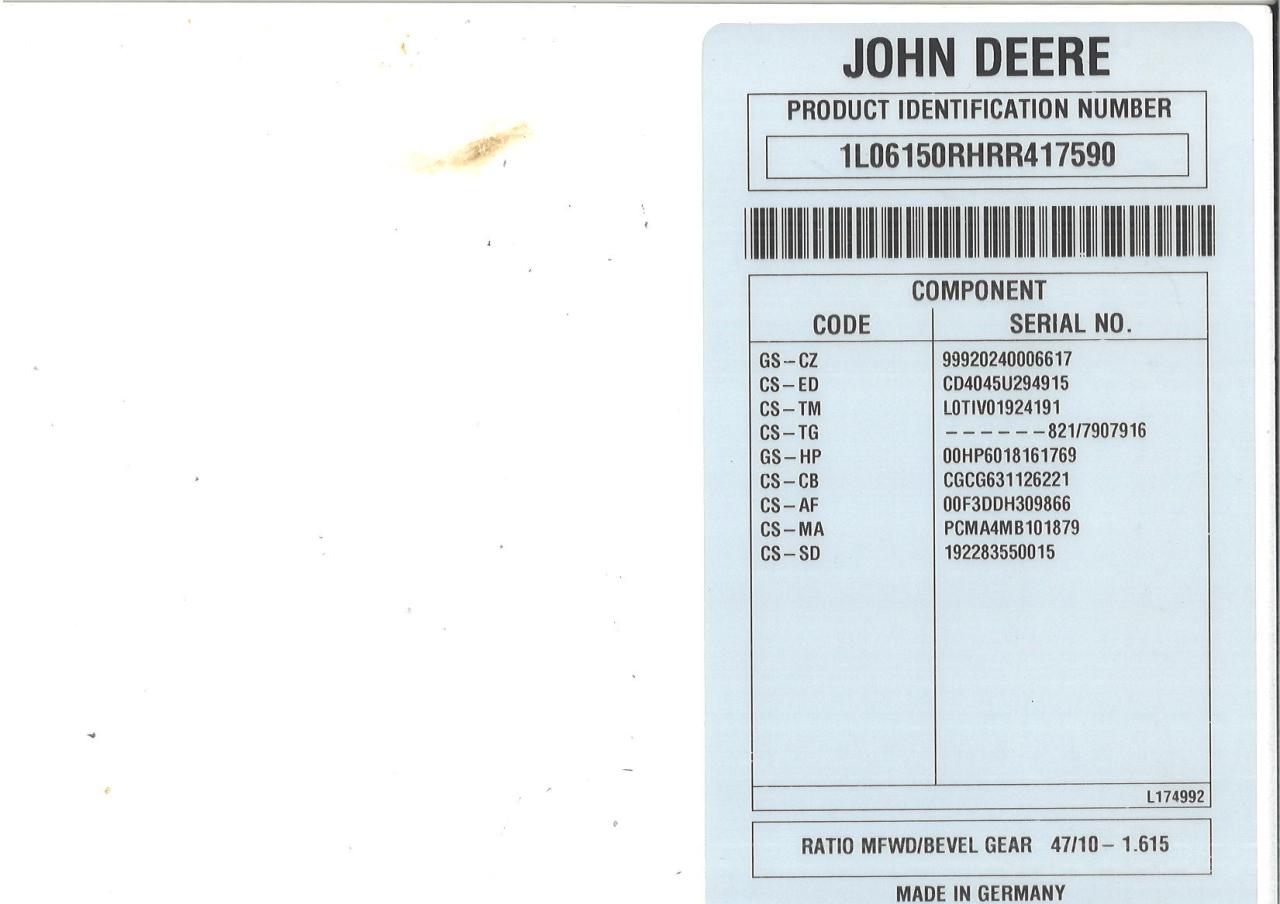 JOHN DEERE
PRODUCT IDENTIFICATION NUMBER
1L06150RHRR417590
COMPONENT
CODE SERIAL NO.
GS–CZ 99920240006617
CS–ED CD4045U294915
CS–TM L0TIV01924191
CS–TG ––––––821/7907916
GS–HP 00HP6018161769
CS–CB CGCG631126221
CS–AF 00F3DDH309866
CS–MA PCMA4MB101879
CS–SD 192283550015
L174992
RATIO MFWD/BEVEL GEAR 47/10– 1.615
MADE IN GERMANY